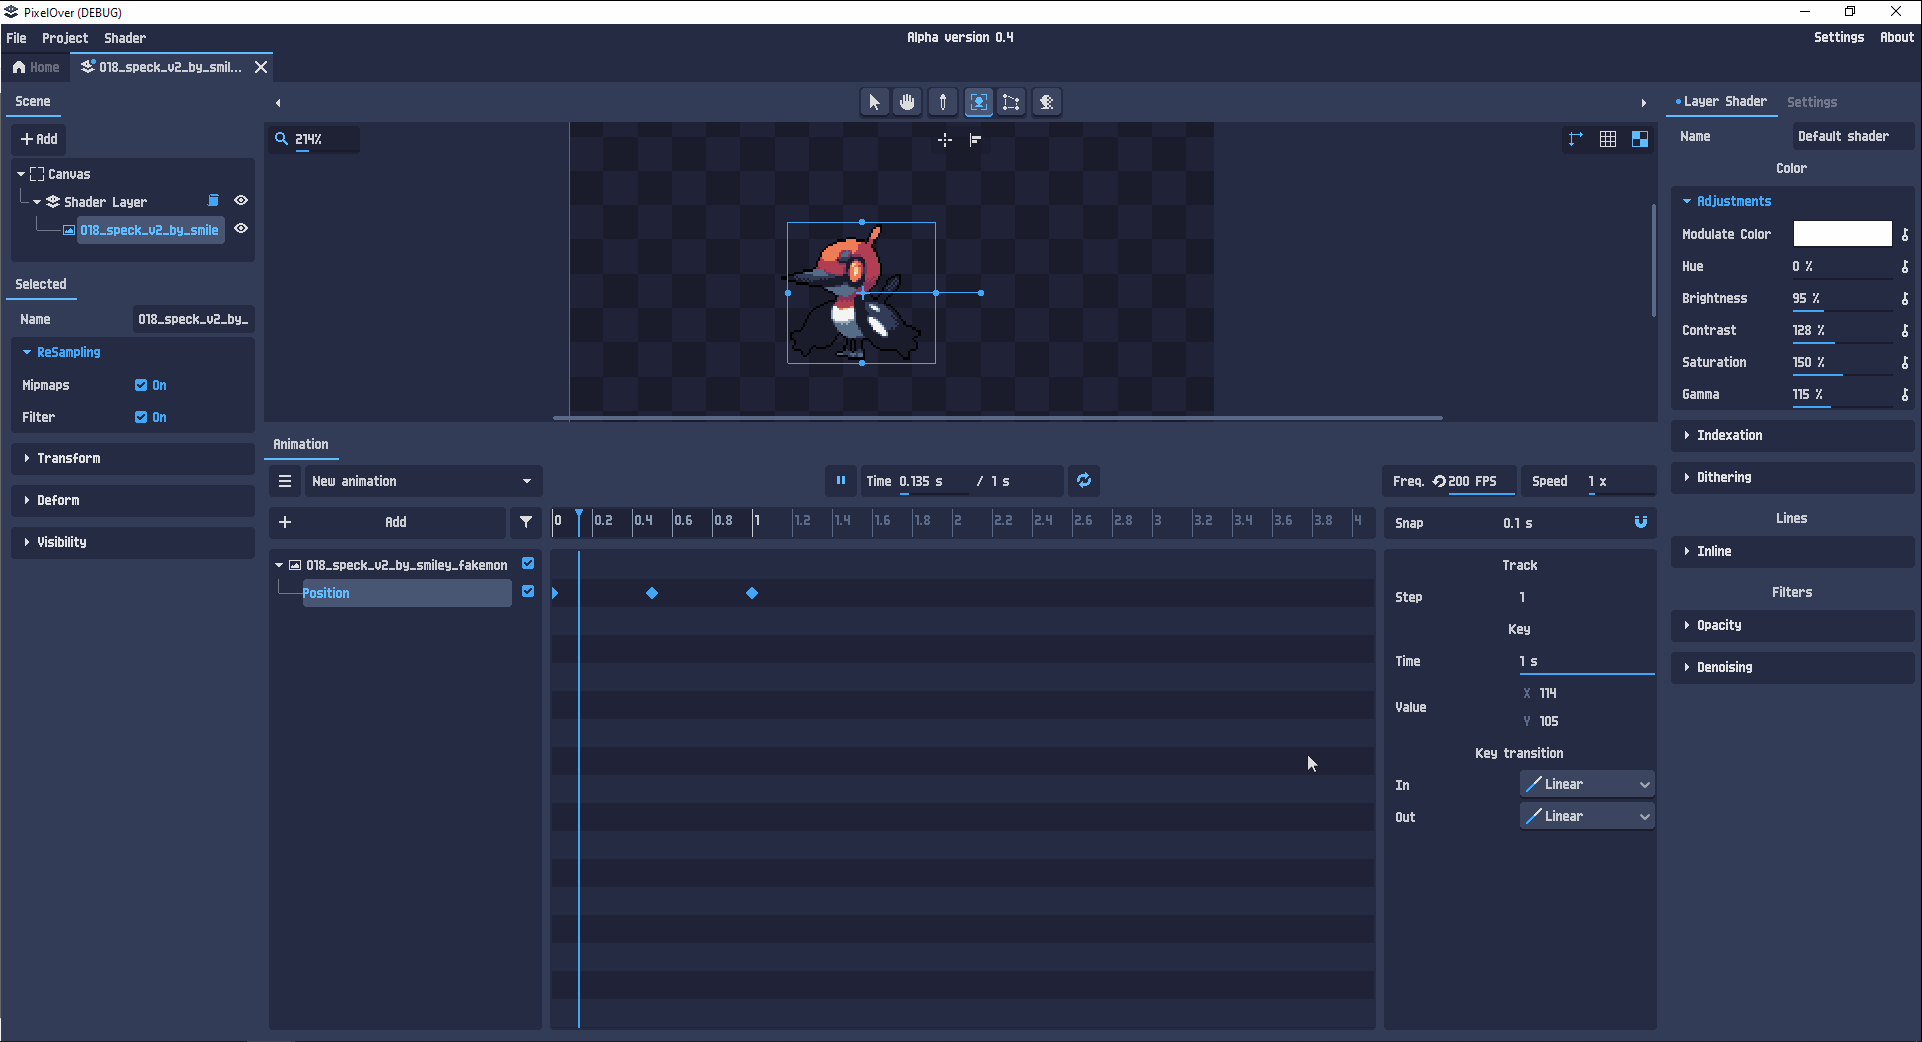 PixelOver (DEBUG)
File Project Shader
Alpha version 0.4
Settings About
Home
018_speck_v2_by_smil...
Scene
+ Add
Canvas
Shader Layer
018_speck_v2_by_smile
Selected
Name 018_speck_v2_by_
ReSampling
Mipmaps On
Filter On
Transform
Deform
Visibility
214%
Animation
New animation
Time 0.135 s / 1 s
Freq. 200 FPS
Speed 1 x
+ Add
0 0.2 0.4 0.6 0.8 1 1.2 1.4 1.6 1.8 2 2.2 2.4 2.6 2.8 3 3.2 3.4 3.6 3.8 4
Snap 0.1 s
018_speck_v2_by_smiley_fakemon
Position
Track
Step 1
Key
Time 1 s
Value
X 114
Y 105
Key transition
In Linear
Out Linear
Layer Shader Settings
Name Default shader
Color
Adjustments
Modulate Color
Hue 0 %
Brightness 95 %
Contrast 128 %
Saturation 150 %
Gamma 115 %
Indexation
Dithering
Lines
Inline
Filters
Opacity
Denoising